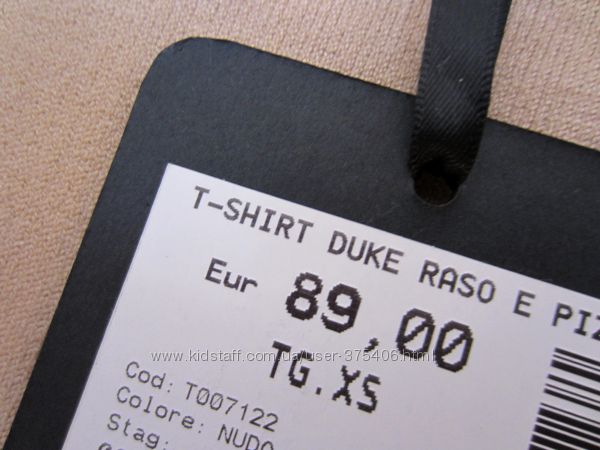 T-SHIRT DUKE RASO E PIZ
Eur 89,00
www.kidstaff.com.ua/user-375406.html
TG.XS
Cod: T007122
Colore: NUDO
Stag: